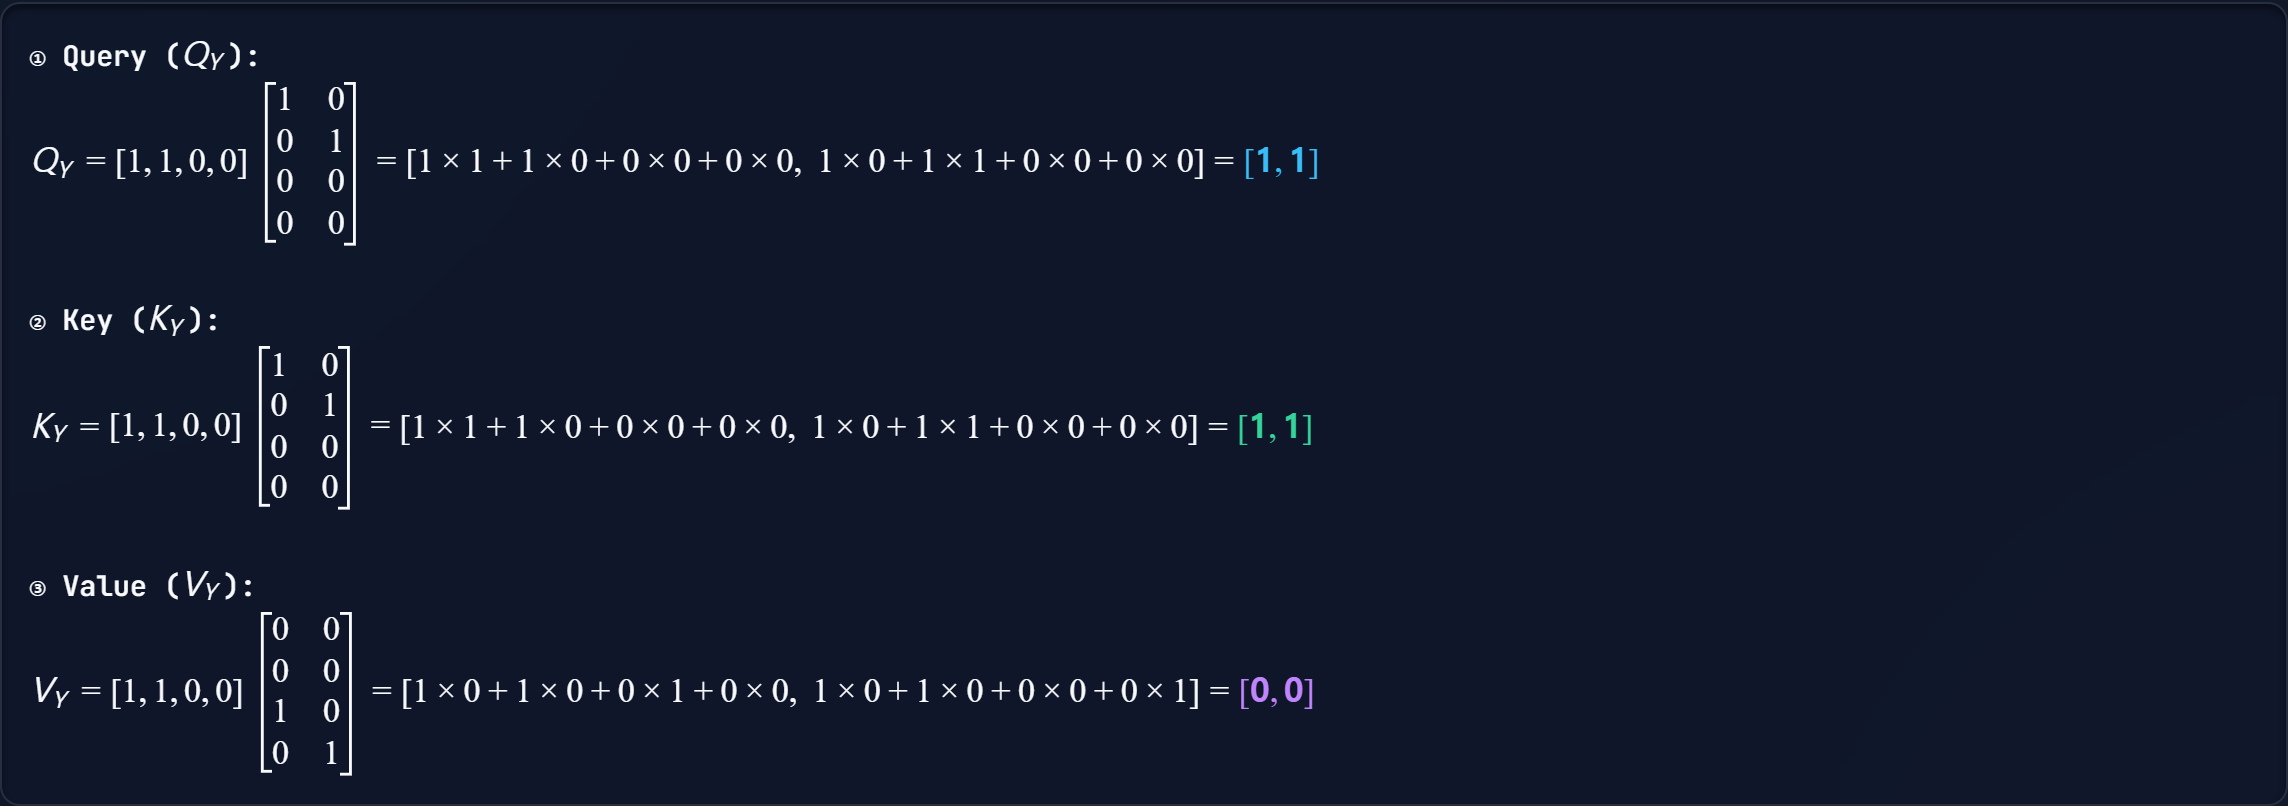 ① Query (Q_Y):
Q_Y = [1, 1, 0, 0] [1 0; 0 1; 0 0; 0 0] = [1 × 1 + 1 × 0 + 0 × 0 + 0 × 0, 1 × 0 + 1 × 1 + 0 × 0 + 0 × 0] = [1, 1]
② Key (K_Y):
K_Y = [1, 1, 0, 0] [1 0; 0 1; 0 0; 0 0] = [1 × 1 + 1 × 0 + 0 × 0 + 0 × 0, 1 × 0 + 1 × 1 + 0 × 0 + 0 × 0] = [1, 1]
③ Value (V_Y):
V_Y = [1, 1, 0, 0] [0 0; 0 0; 1 0; 0 1] = [1 × 0 + 1 × 0 + 0 × 1 + 0 × 0, 1 × 0 + 1 × 0 + 0 × 0 + 0 × 1] = [0, 0]